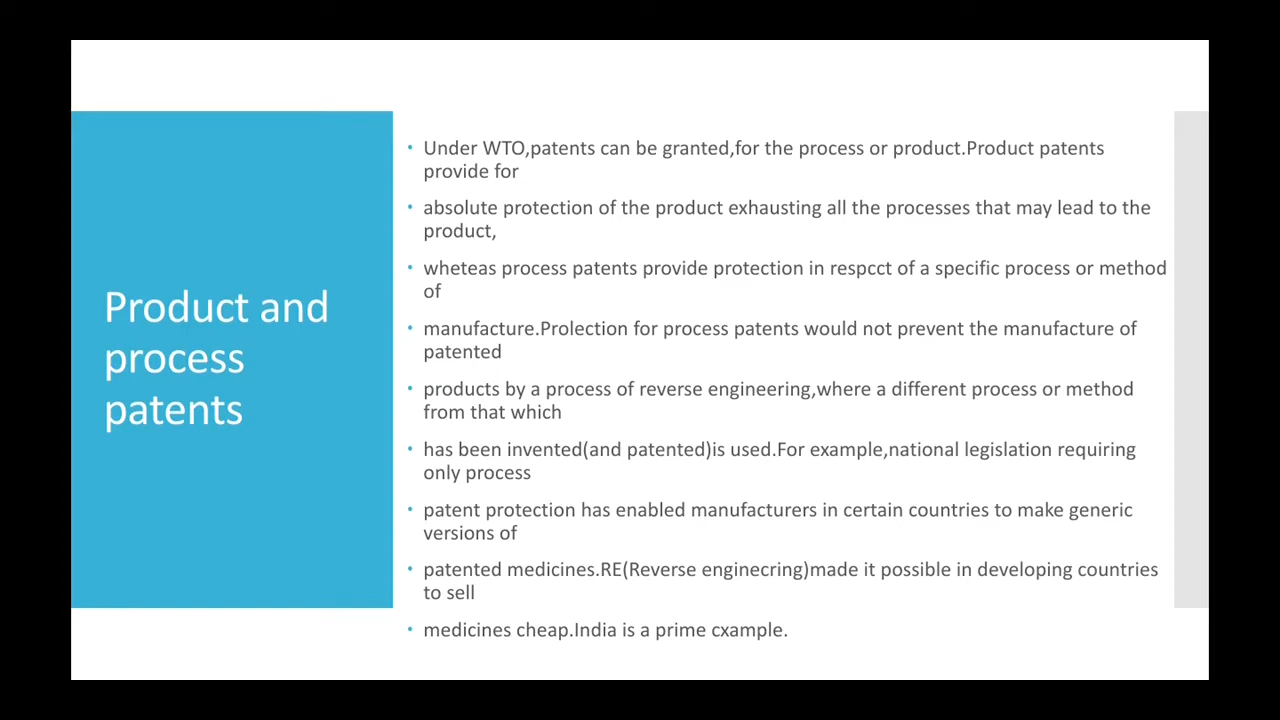 Product and
process
patents
• Under WTO,patents can be granted,for the process or product.Product patents
provide for
• absolute protection of the product exhausting all the processes that may lead to the
product,
• wheteas process patents provide protection in respcct of a specific process or method
of
• manufacture.Prolection for process patents would not prevent the manufacture of
patented
• products by a process of reverse engineering,where a different process or method
from that which
• has been invented(and patented)is used.For example,national legislation requiring
only process
• patent protection has enabled manufacturers in certain countries to make generic
versions of
• patented medicines.RE(Reverse enginecring)made it possible in developing countries
to sell
• medicines cheap.India is a prime cxample.